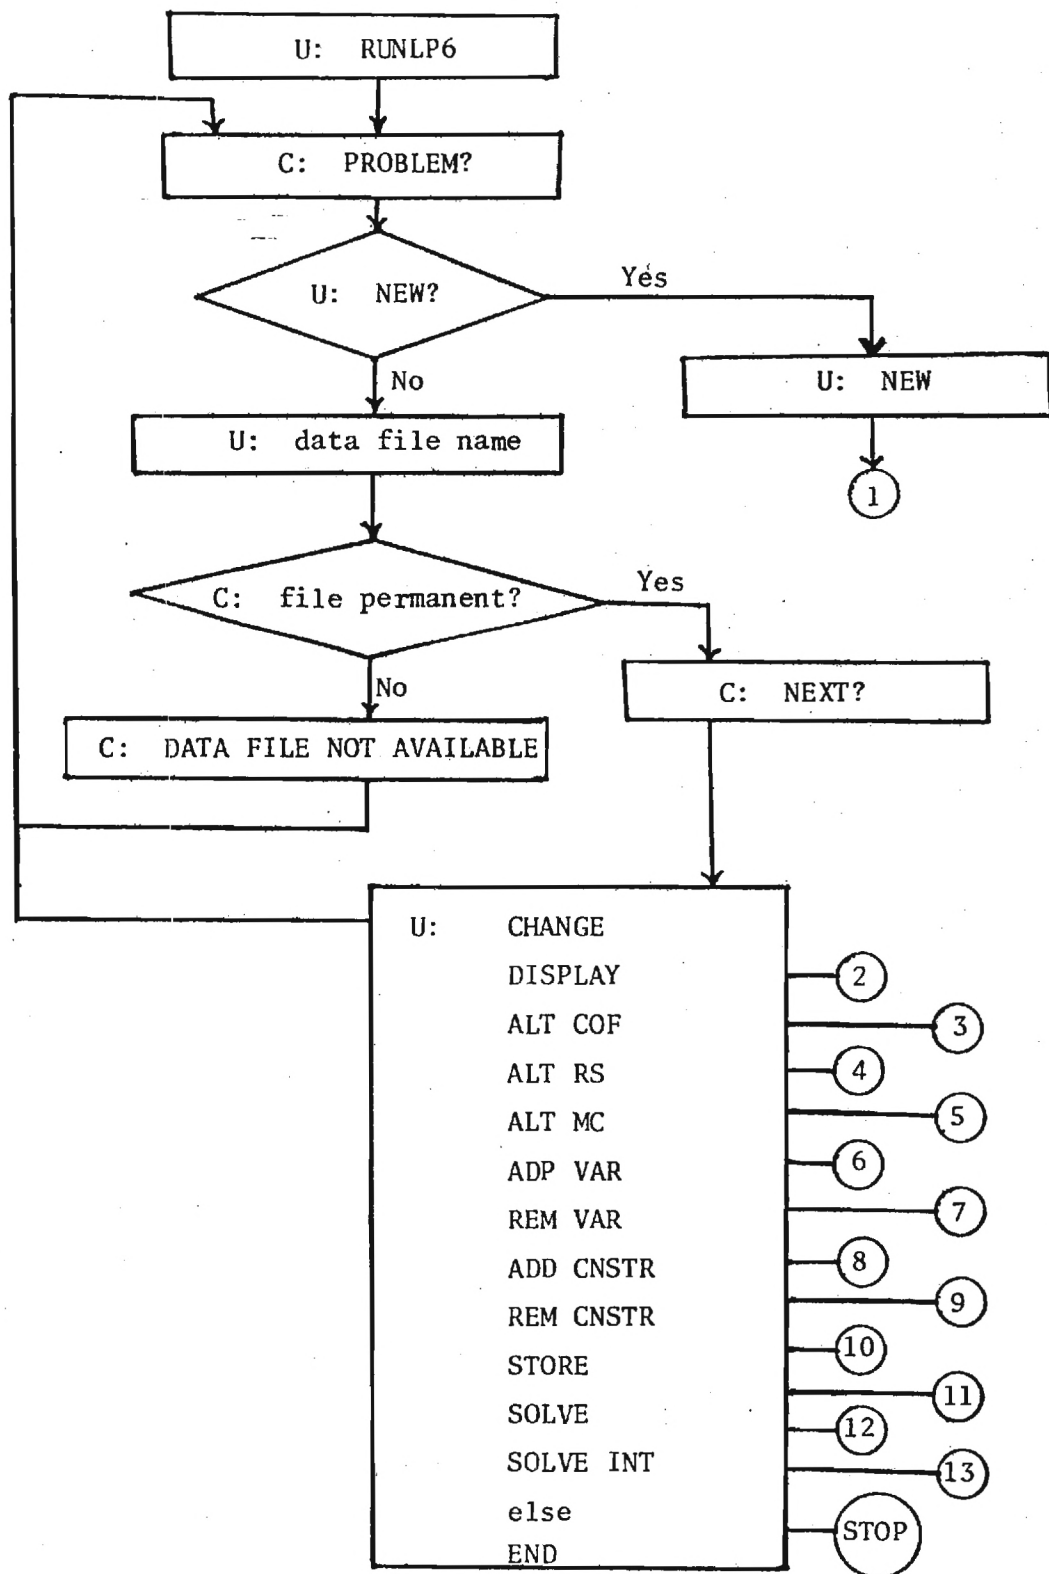 U: RUNLP6
C: PROBLEM?
U: NEW?
Yes
No
U: NEW
U: data file name
1
C: file permanent?
Yes
No
C: NEXT?
C: DATA FILE NOT AVAILABLE
U: CHANGE
DISPLAY
2
ALT COF
3
ALT RS
4
ALT MC
5
ADP VAR
6
REM VAR
7
ADD CNSTR
8
REM CNSTR
9
STORE
10
SOLVE
11
12
SOLVE INT
13
else
STOP
END